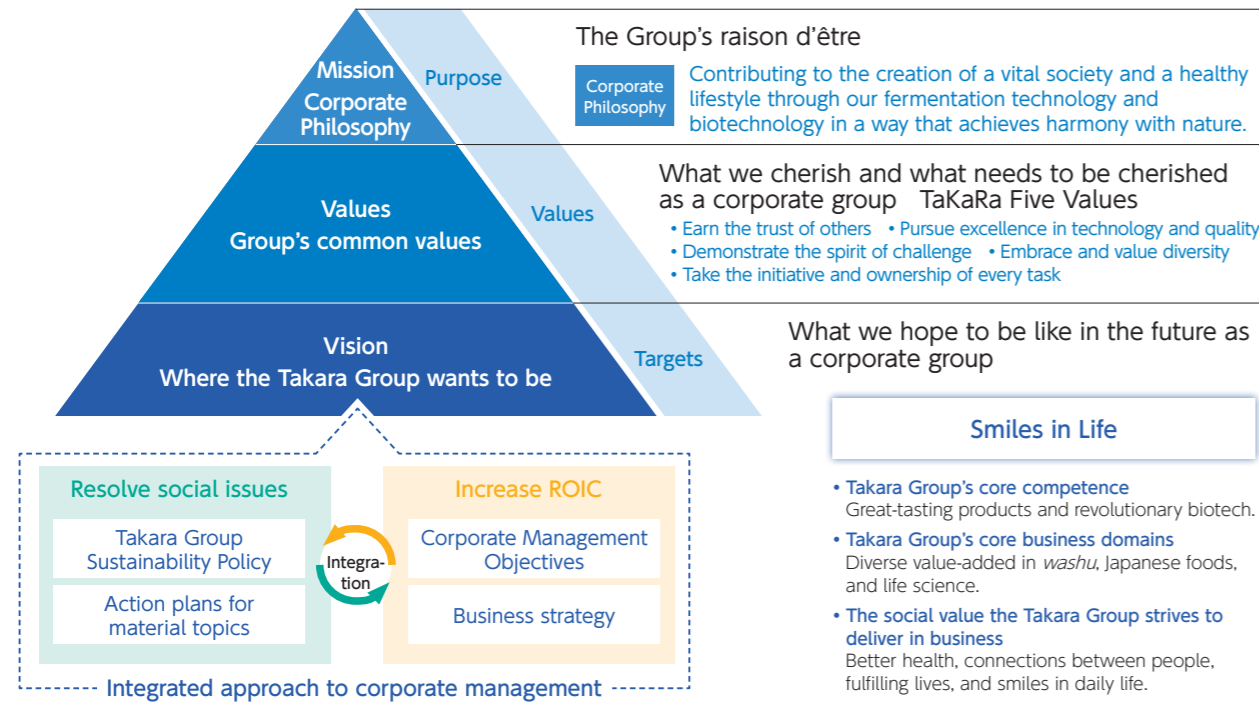 Mission
Corporate
Philosophy
Purpose
The Group's raison d'être
Corporate
Philosophy
Contributing to the creation of a vital society and a healthy
lifestyle through our fermentation technology and
biotechnology in a way that achieves harmony with nature.
Values
Group's common values
Values
What we cherish and what needs to be cherished
as a corporate group TaKaRa Five Values
• Earn the trust of others • Pursue excellence in technology and quality
• Demonstrate the spirit of challenge • Embrace and value diversity
• Take the initiative and ownership of every task
Vision
Where the Takara Group wants to be
Targets
What we hope to be like in the future as
a corporate group
Smiles in Life
• Takara Group's core competence
Great-tasting products and revolutionary biotech.
• Takara Group's core business domains
Diverse value-added in washu, Japanese foods,
and life science.
• The social value the Takara Group strives to
deliver in business
Better health, connections between people,
fulfilling lives, and smiles in daily life.
Resolve social issues
Takara Group
Sustainability Policy
Action plans for
material topics
Integra-
tion
Increase ROIC
Corporate Management
Objectives
Business strategy
Integrated approach to corporate management